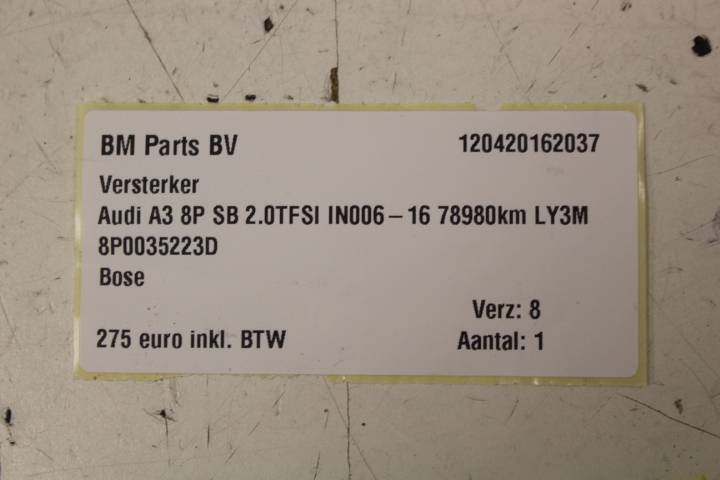 BM Parts BV 120420162037
Versterker
Audi A3 8P SB 2.0TFSI IN006-16 78980km LY3M
8P0035223D
Bose
Verz: 8
275 euro inkl. BTW Aantal: 1